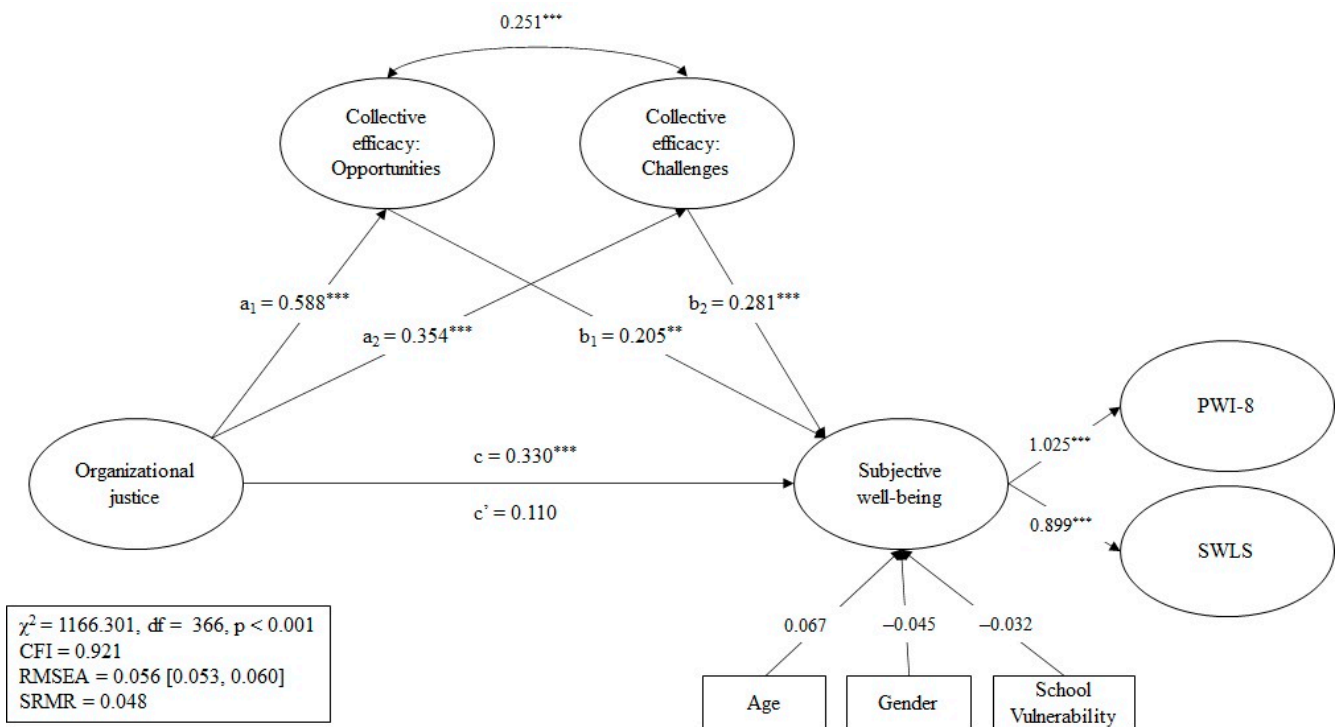 0.251***
Collective
efficacy:
Opportunities
Collective
efficacy:
Challenges
a₁ = 0.588***
a₂ = 0.354***
b₁ = 0.205**
b₂ = 0.281***
Organizational
justice
c = 0.330***
c’ = 0.110
Subjective
well-being
1.025***
0.899***
PWI-8
SWLS
0.067
–0.045
–0.032
Age
Gender
School
Vulnerability
χ² = 1166.301, df = 366, p < 0.001
CFI = 0.921
RMSEA = 0.056 [0.053, 0.060]
SRMR = 0.048